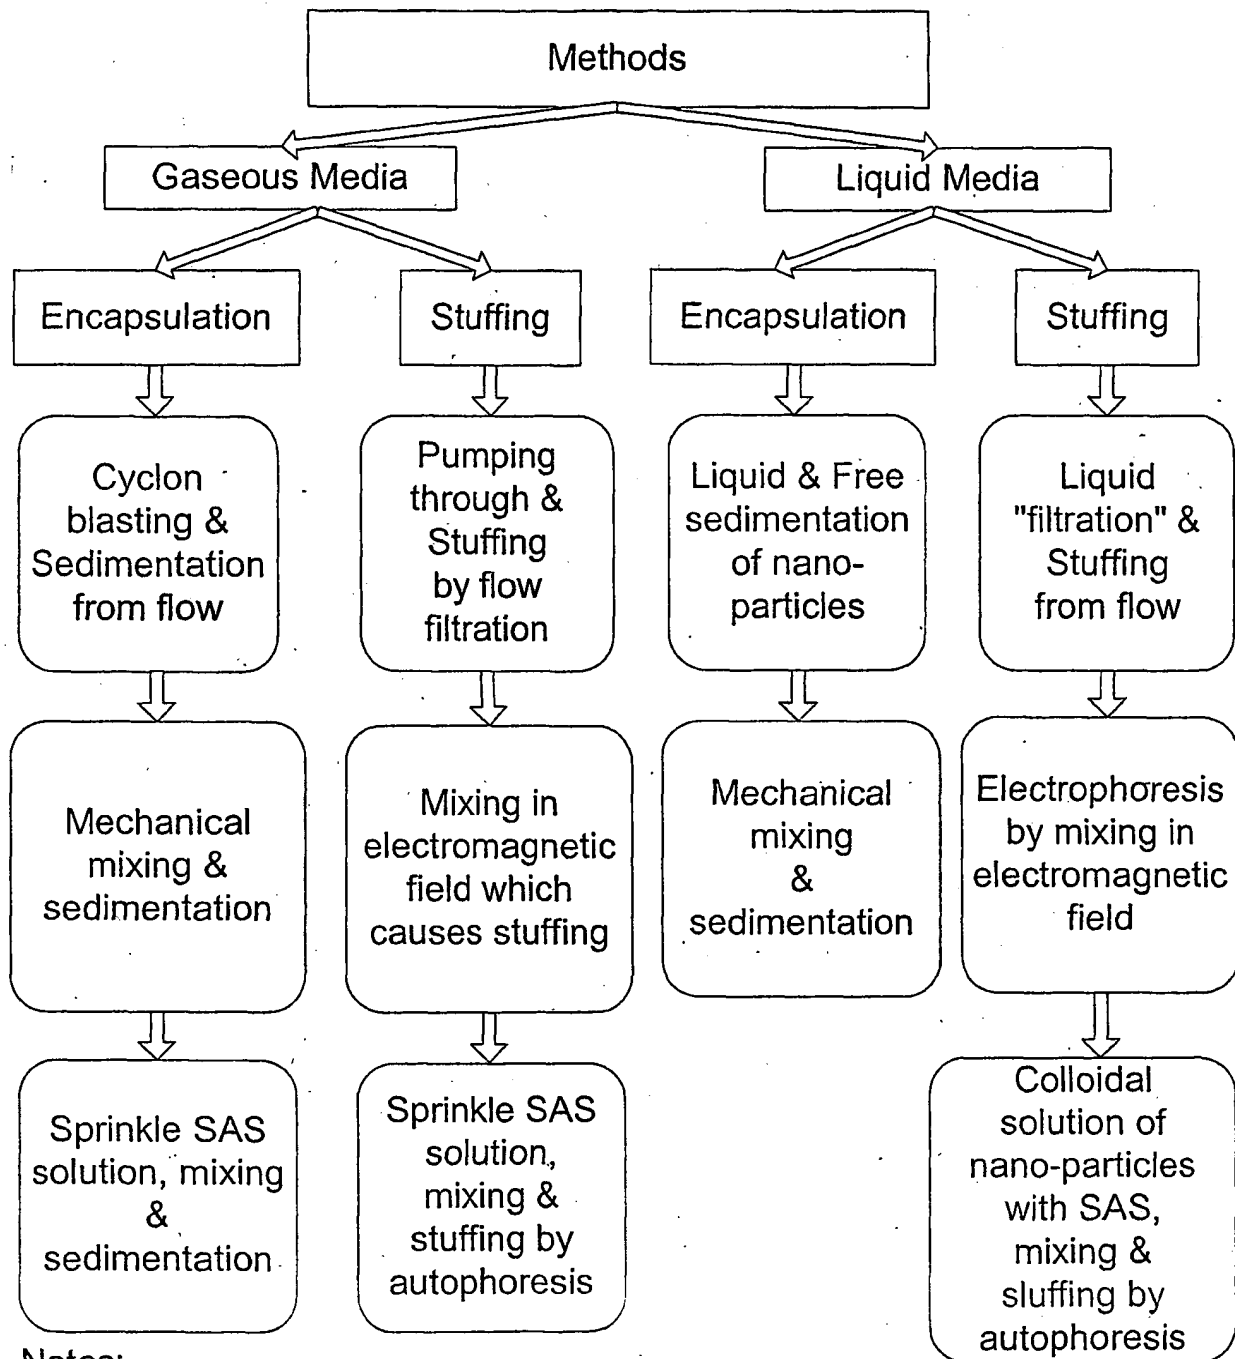 Methods
Gaseous Media
Liquid Media
Encapsulation
Stuffing
Encapsulation
Stuffing
Cyclon
blasting &
Sedimentation
from flow
Pumping
through &
Stuffing
by flow
filtration
Liquid & Free
sedimentation
of nano-
particles
Liquid
"filtration" &
Stuffing
from flow
Mechanical
mixing &
sedimentation
Mixing in
electromagnetic
field which
causes stuffing
Mechanical
mixing
&
sedimentation
Electrophoresis
by mixing in
electromagnetic
field
Sprinkle SAS
solution, mixing
&
sedimentation
Sprinkle SAS
solution,
mixing &
stuffing by
autophoresis
Colloidal
solution of
nano-particles
with SAS,
mixing &
sluffing by
autophoresis
Notes: